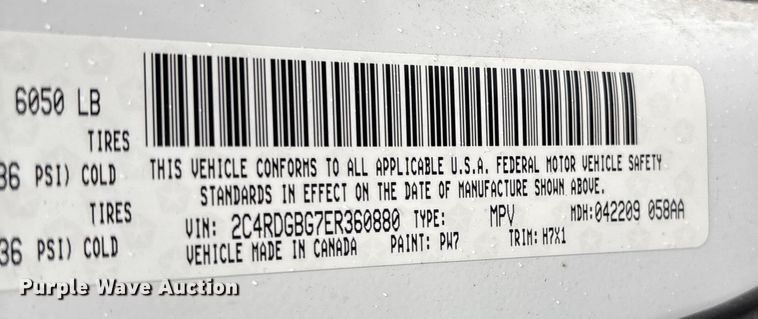 6050 LB
TIRES
36 PSI) COLD
THIS VEHICLE CONFORMS TO ALL APPLICABLE U.S.A. FEDERAL MOTOR VEHICLE SAFETY
STANDARDS IN EFFECT ON THE DATE OF MANUFACTURE SHOWN ABOVE.
TIRES
VIN: 2C4RDGBG7ER360880 TYPE: MPV MDH: 042209 058AA
36 PSI) COLD
VEHICLE MADE IN CANADA PAINT: PW7 TRIM: H7X1
Purple Wave Auction